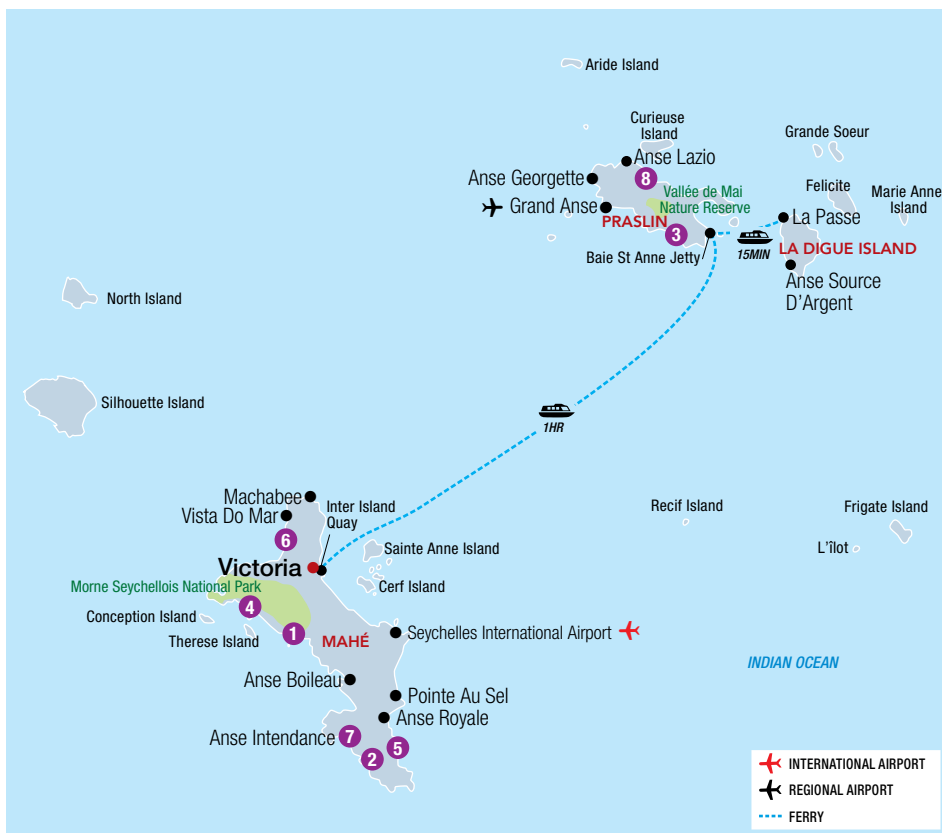 Aride Island
Curieuse
Island
Grande Soeur
Anse Lazio
Anse Georgette
8
Vallée de Mai
Nature Reserve
Felicite
Marie Anne
Island
Grand Anse
PRASLIN
3
La Passe
Baie St Anne Jetty
15MIN
LA DIGUE ISLAND
Anse Source
D'Argent
North Island
Silhouette Island
1HR
Machabee
Vista Do Mar
Inter Island
Quay
Recif Island
Frigate Island
6
Sainte Anne Island
L'îlot
Victoria
Morne Seychellois National Park
Cerf Island
4
Conception Island
Therese Island
1
MAHÉ
Seychelles International Airport
INDIAN OCEAN
Anse Boileau
Pointe Au Sel
Anse Royale
Anse Intendance
7
5
2
INTERNATIONAL AIRPORT
REGIONAL AIRPORT
FERRY